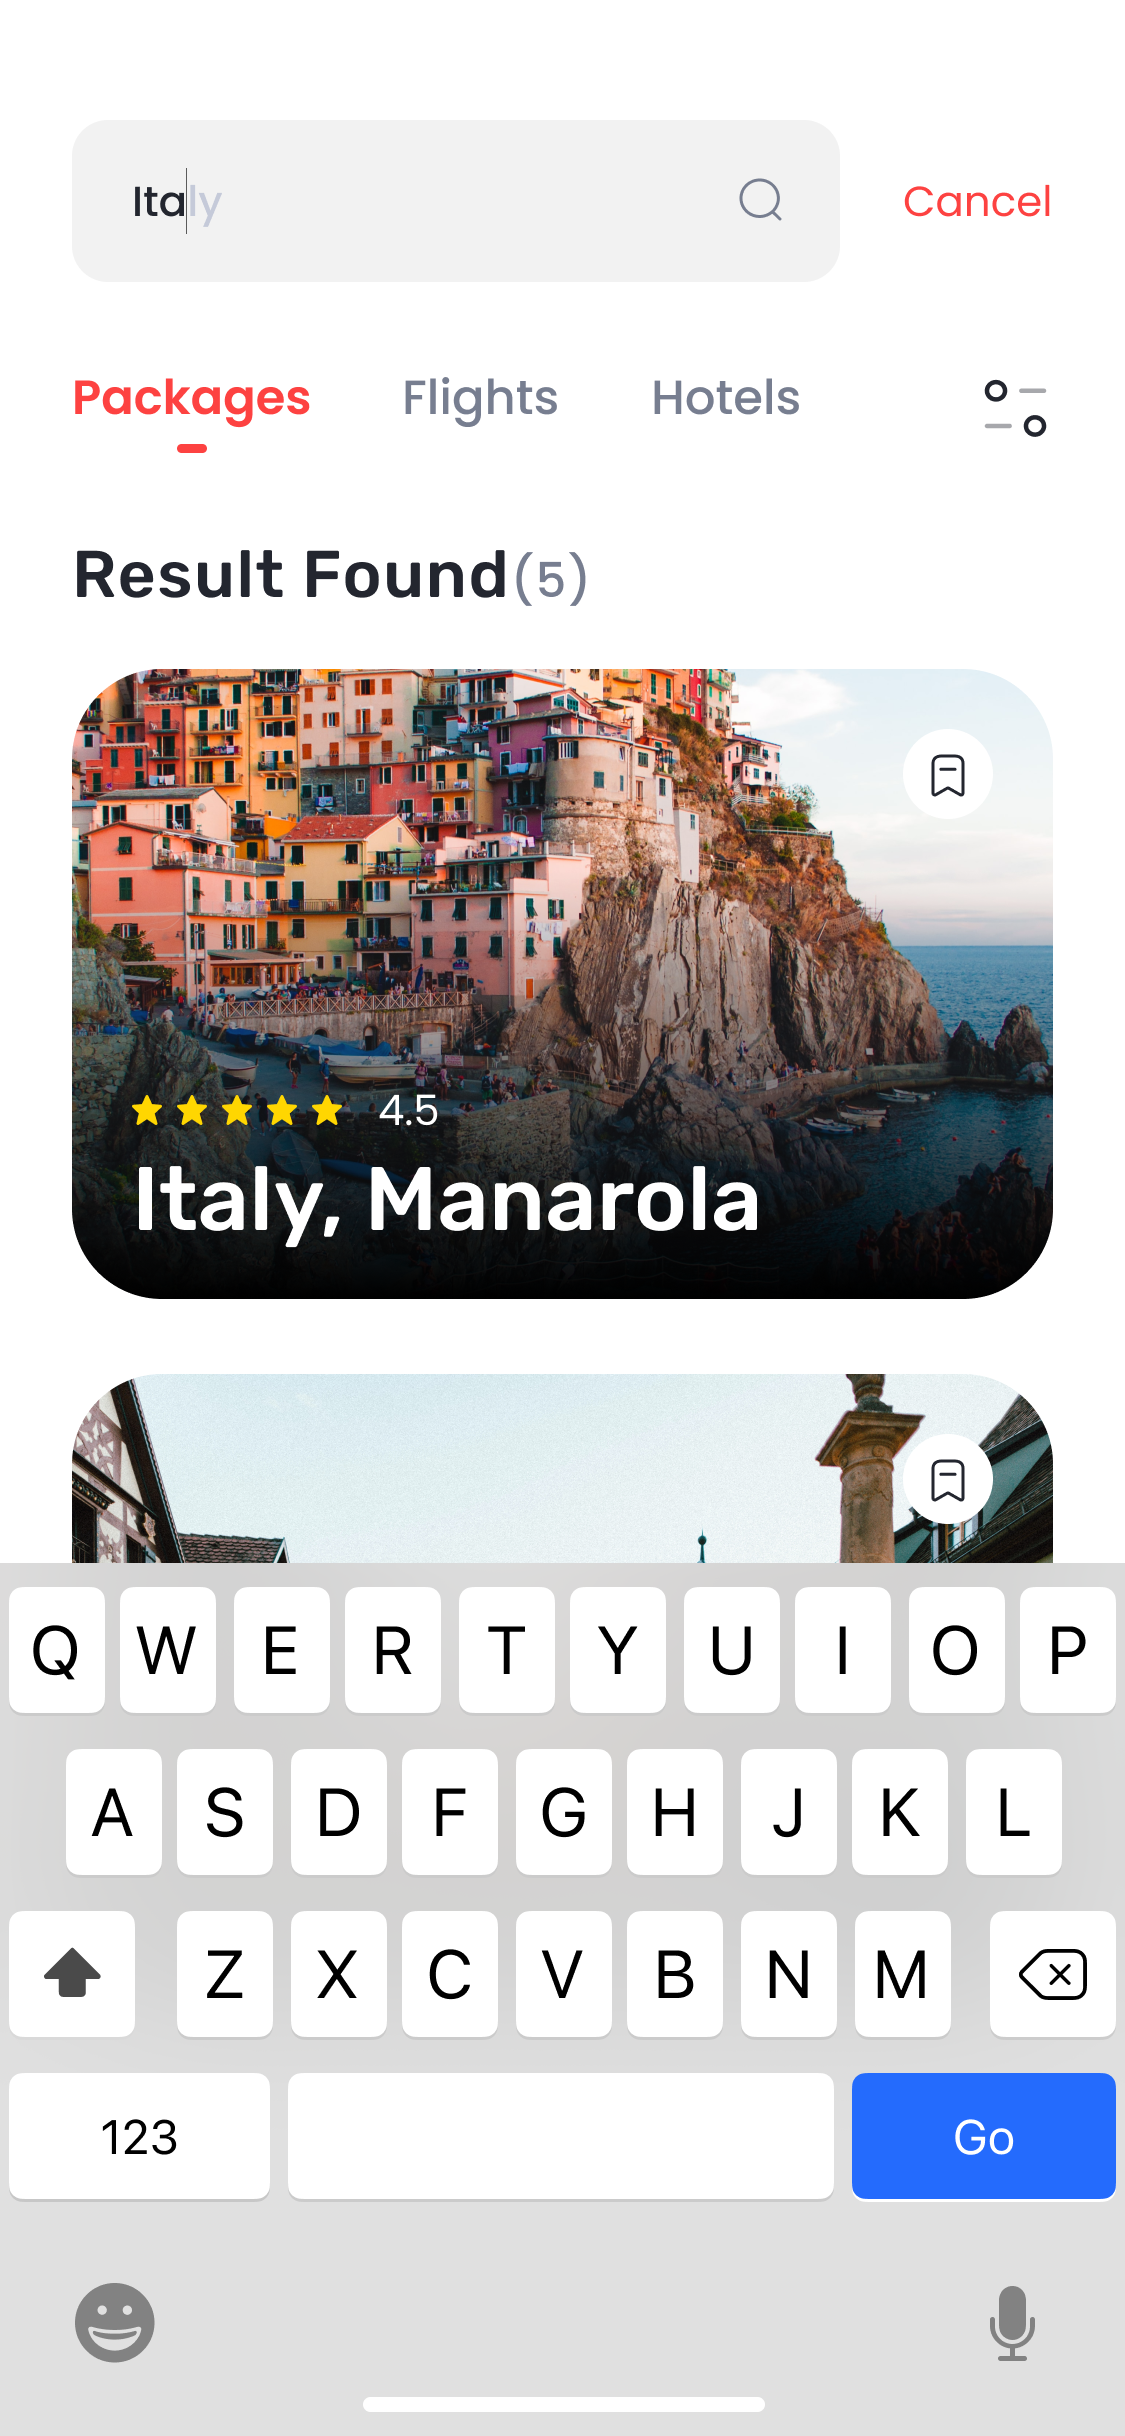 Italy
Cancel
Packages Flights Hotels
Result Found(5)
4.5
Italy, Manarola
Q W E R T Y U I O P
A S D F G H J K L
Z X C V B N M
123 Go